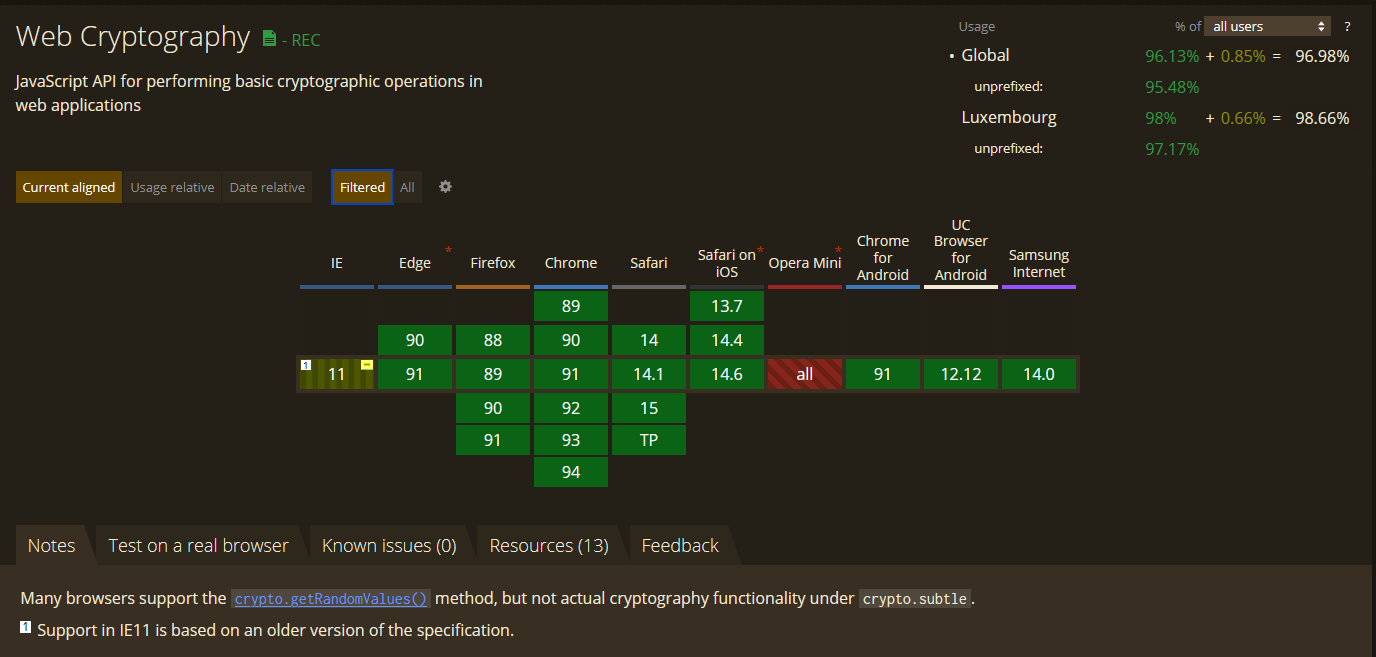 Web Cryptography - REC
JavaScript API for performing basic cryptographic operations in
web applications
Usage % of all users ?
Global 96.13% + 0.85% = 96.98%
unprefixed: 95.48%
Luxembourg 98% + 0.66% = 98.66%
unprefixed: 97.17%
Current aligned Usage relative Date relative Filtered All
IE Edge * Firefox Chrome Safari Safari on iOS * Opera Mini * Chrome for Android UC Browser for Android Samsung Internet
89 13.7
90 88 90 14 14.4
1 11 91 89 91 14.1 14.6 all 91 12.12 14.0
90 92 15
91 93 TP
94
Notes Test on a real browser Known issues (0) Resources (13) Feedback
Many browsers support the crypto.getRandomValues() method, but not actual cryptography functionality under crypto.subtle.
1 Support in IE11 is based on an older version of the specification.